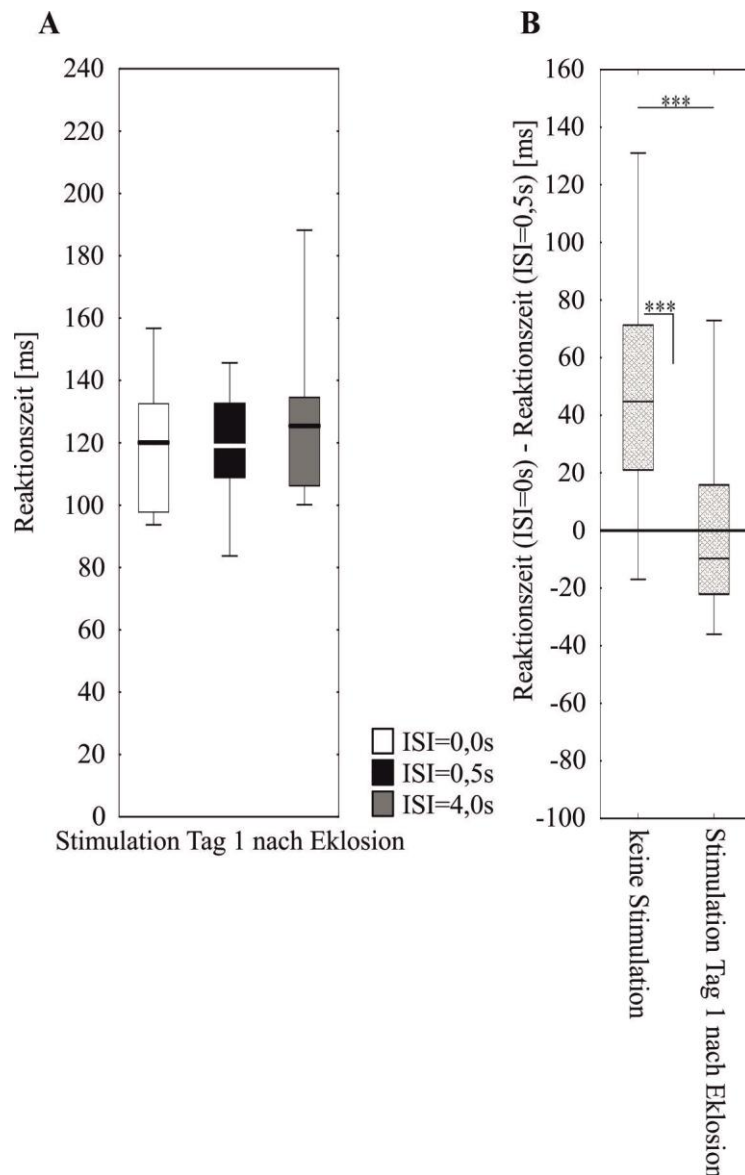 A
240
220
200
180
160
140
120
100
80
60
40
20
0
Reaktionszeit [ms]
Stimulation Tag 1 nach Eklosion
ISI=0,0s
ISI=0,5s
ISI=4,0s
B
160
140
120
100
80
60
40
20
0
-20
-40
-60
-80
-100
Reaktionszeit (ISI=0s) - Reaktionszeit (ISI=0,5s) [ms]
***
***
keine Stimulation
Stimulation Tag 1 nach Eklosion